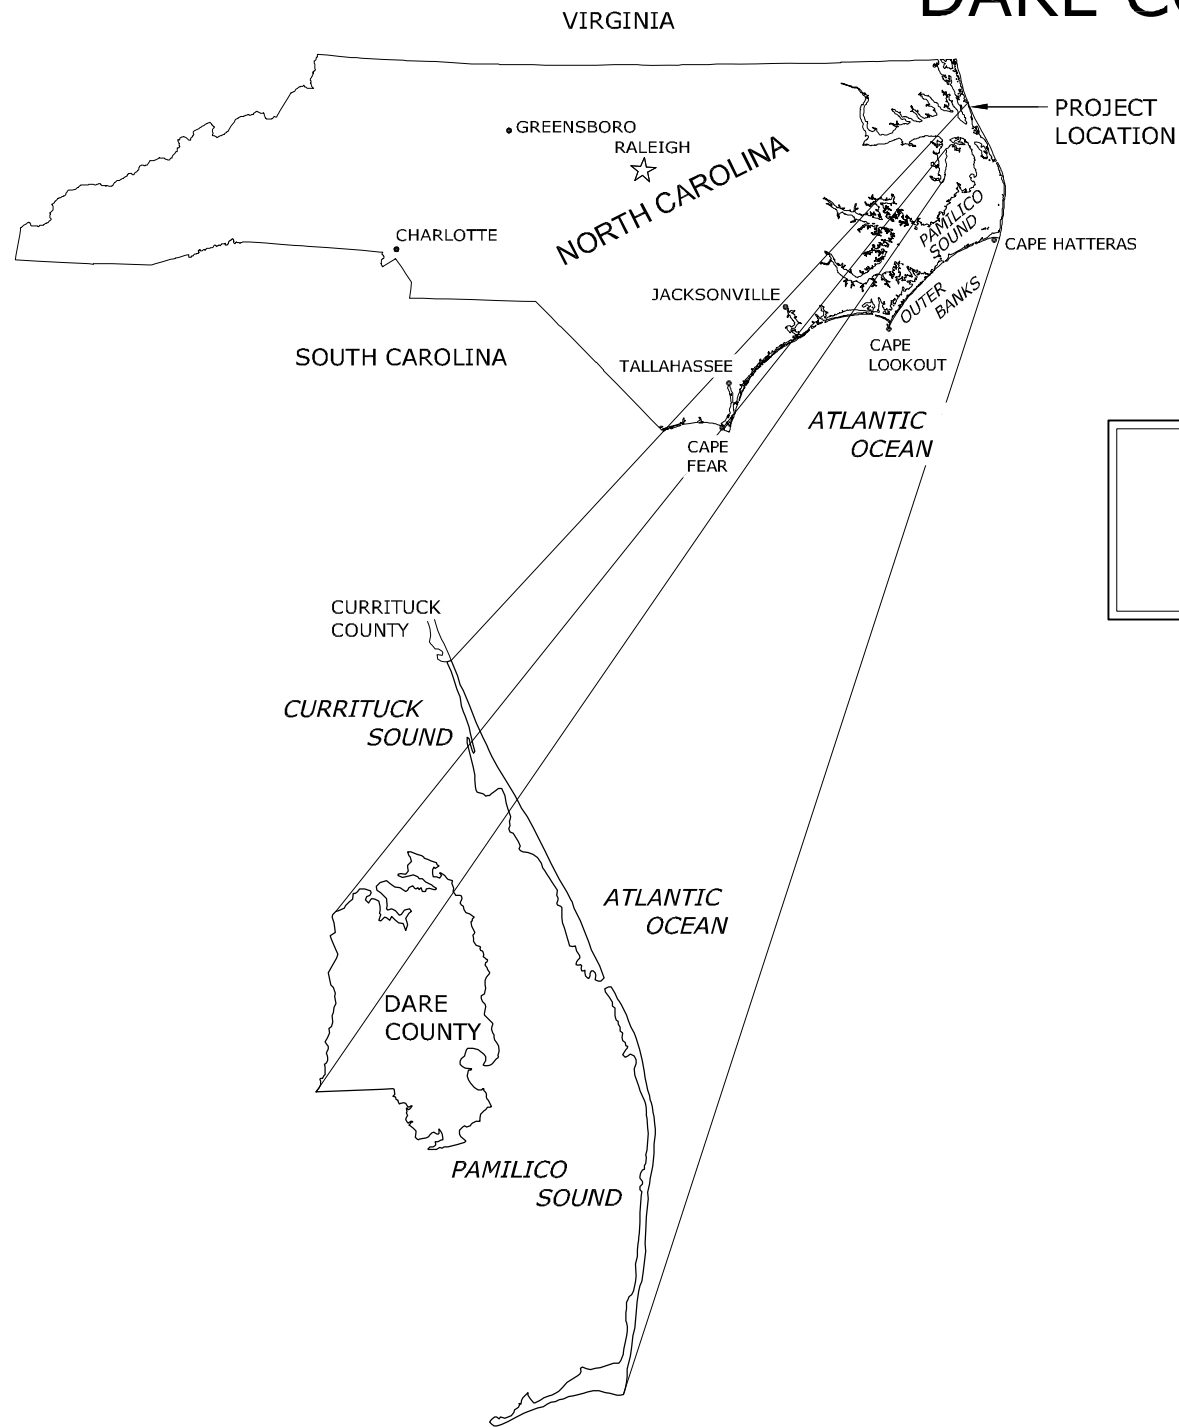 VIRGINIA
DARE
PROJECT
LOCATION
GREENSBORO
RALEIGH
NORTH CAROLINA
CHARLOTTE
PAMILICO
SOUND
CAPE HATTERAS
JACKSONVILLE
OUTER
BANKS
CAPE
LOOKOUT
SOUTH CAROLINA
TALLAHASSEE
ATLANTIC
OCEAN
CAPE
FEAR
CURRITUCK
COUNTY
CURRITUCK
SOUND
ATLANTIC
OCEAN
DARE
COUNTY
PAMILICO
SOUND